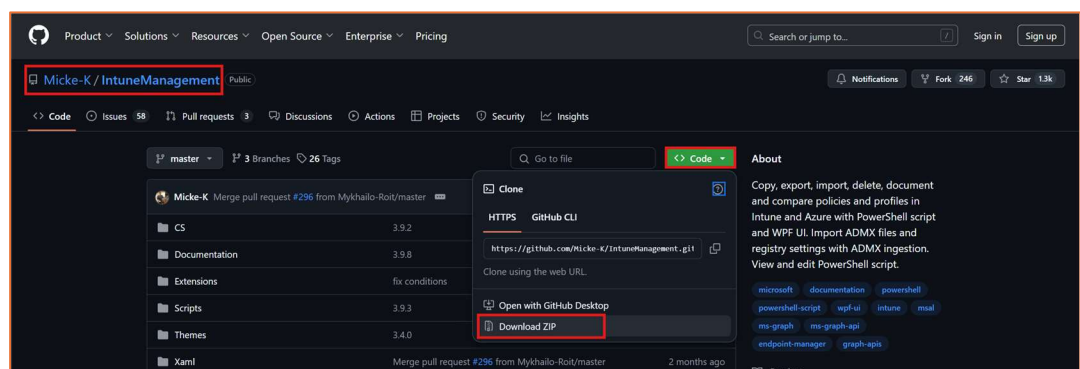 Product Solutions Resources Open Source Enterprise Pricing Search or jump to... / Sign in Sign up
Micke-K / IntuneManagement Public Notifications Fork 246 Star 1.3k
Code Issues 58 Pull requests 3 Discussions Actions Projects Security Insights
master 3 Branches 26 Tags Go to file Code
Micke-K Merge pull request #296 from Mykhailo-Roit/master
CS 3.9.2
Documentation 3.9.8
Extensions fix conditions
Scripts 3.9.3
Themes 3.4.0
Xaml Merge pull request #296 from Mykhailo-Roit/master 2 months ago
Clone
HTTPS GitHub CLI
https://github.com/Micke-K/IntuneManagement.git
Clone using the web URL.
Open with GitHub Desktop
Download ZIP
About
Copy, export, import, delete, document
and compare policies and profiles in
Intune and Azure with PowerShell script
and WPF UI. Import ADMX files and
registry settings with ADMX ingestion.
View and edit PowerShell script.
microsoft documentation powershell
powershell-script wpf-ui intune msal
ms-graph ms-graph-api
endpoint-manager graph-apis